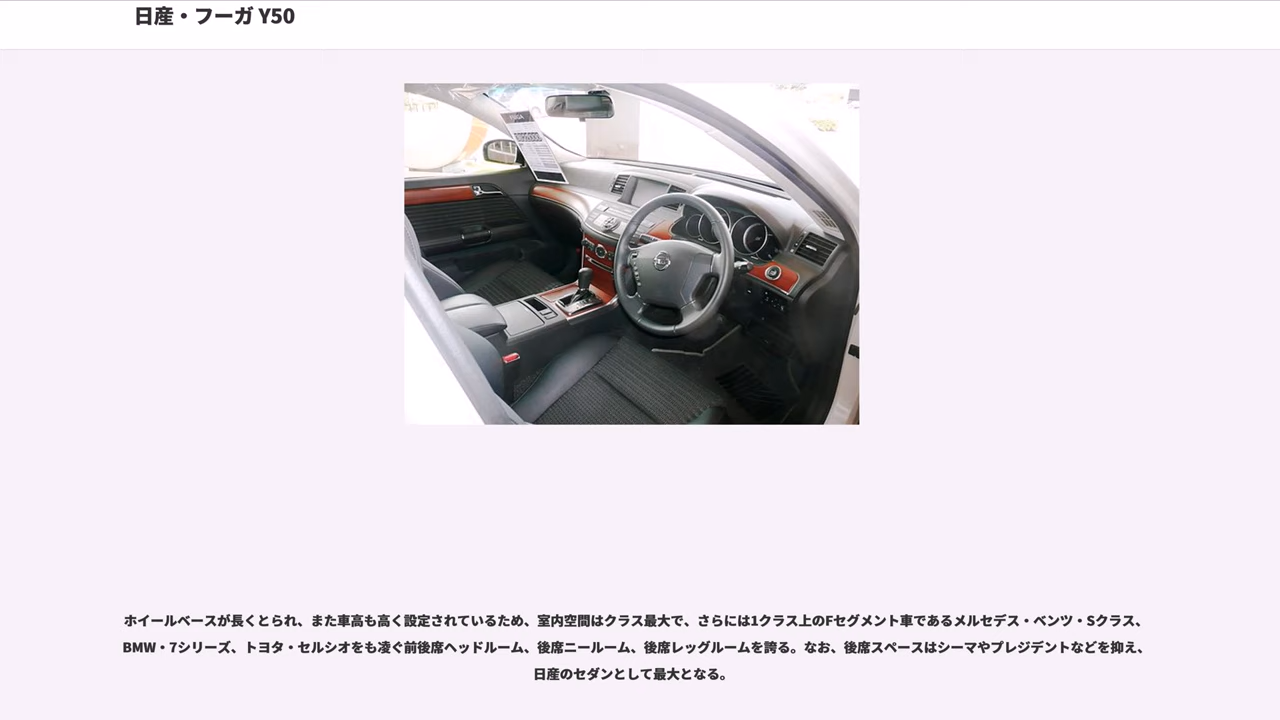 日産・フーガ Y50
FUGA
ホイールベースが長くとられ、また車高も高く設定されているため、室内空間はクラス最大で、さらには1クラス上のFセグメント車であるメルセデス・ベンツ・Sクラス、
BMW・7シリーズ、トヨタ・セルシオをも凌ぐ前後席ヘッドルーム、後席ニールーム、後席レッグルームを誇る。なお、後席スペースはシーマやプレジデントなどを抑え、
日産のセダンとして最大となる。